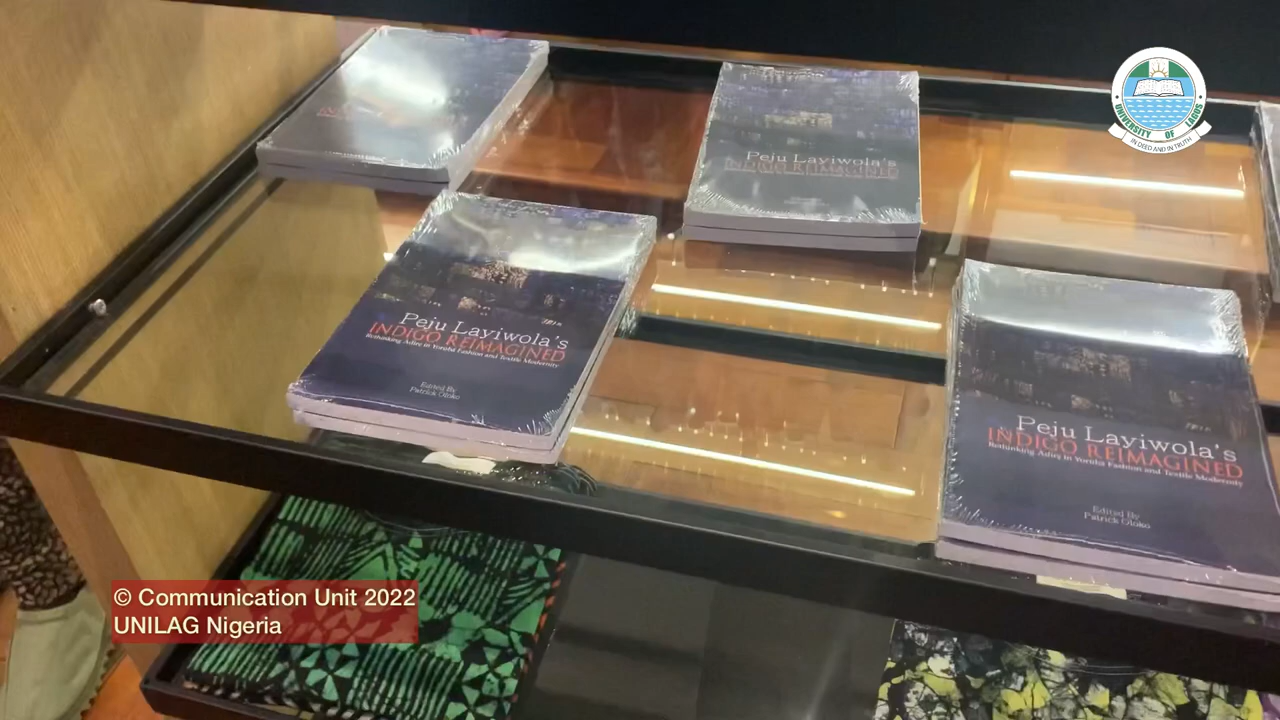 UNIVERSITY OF LAGOS
IN DEED AND IN TRUTH
Peju Layiwola's
INDIGO REIMAGINED
Peju Layiwola's
INDIGO REIMAGINED
Rethinking Adire in Yoruba Fashion and Textile Modernity
Edited By
Patrick Oloko
Peju Layiwola's
INDIGO REIMAGINED
Rethinking Adire in Yoruba Fashion and Textile Modernity
Edited By
Patrick Oloko
© Communication Unit 2022
UNILAG Nigeria